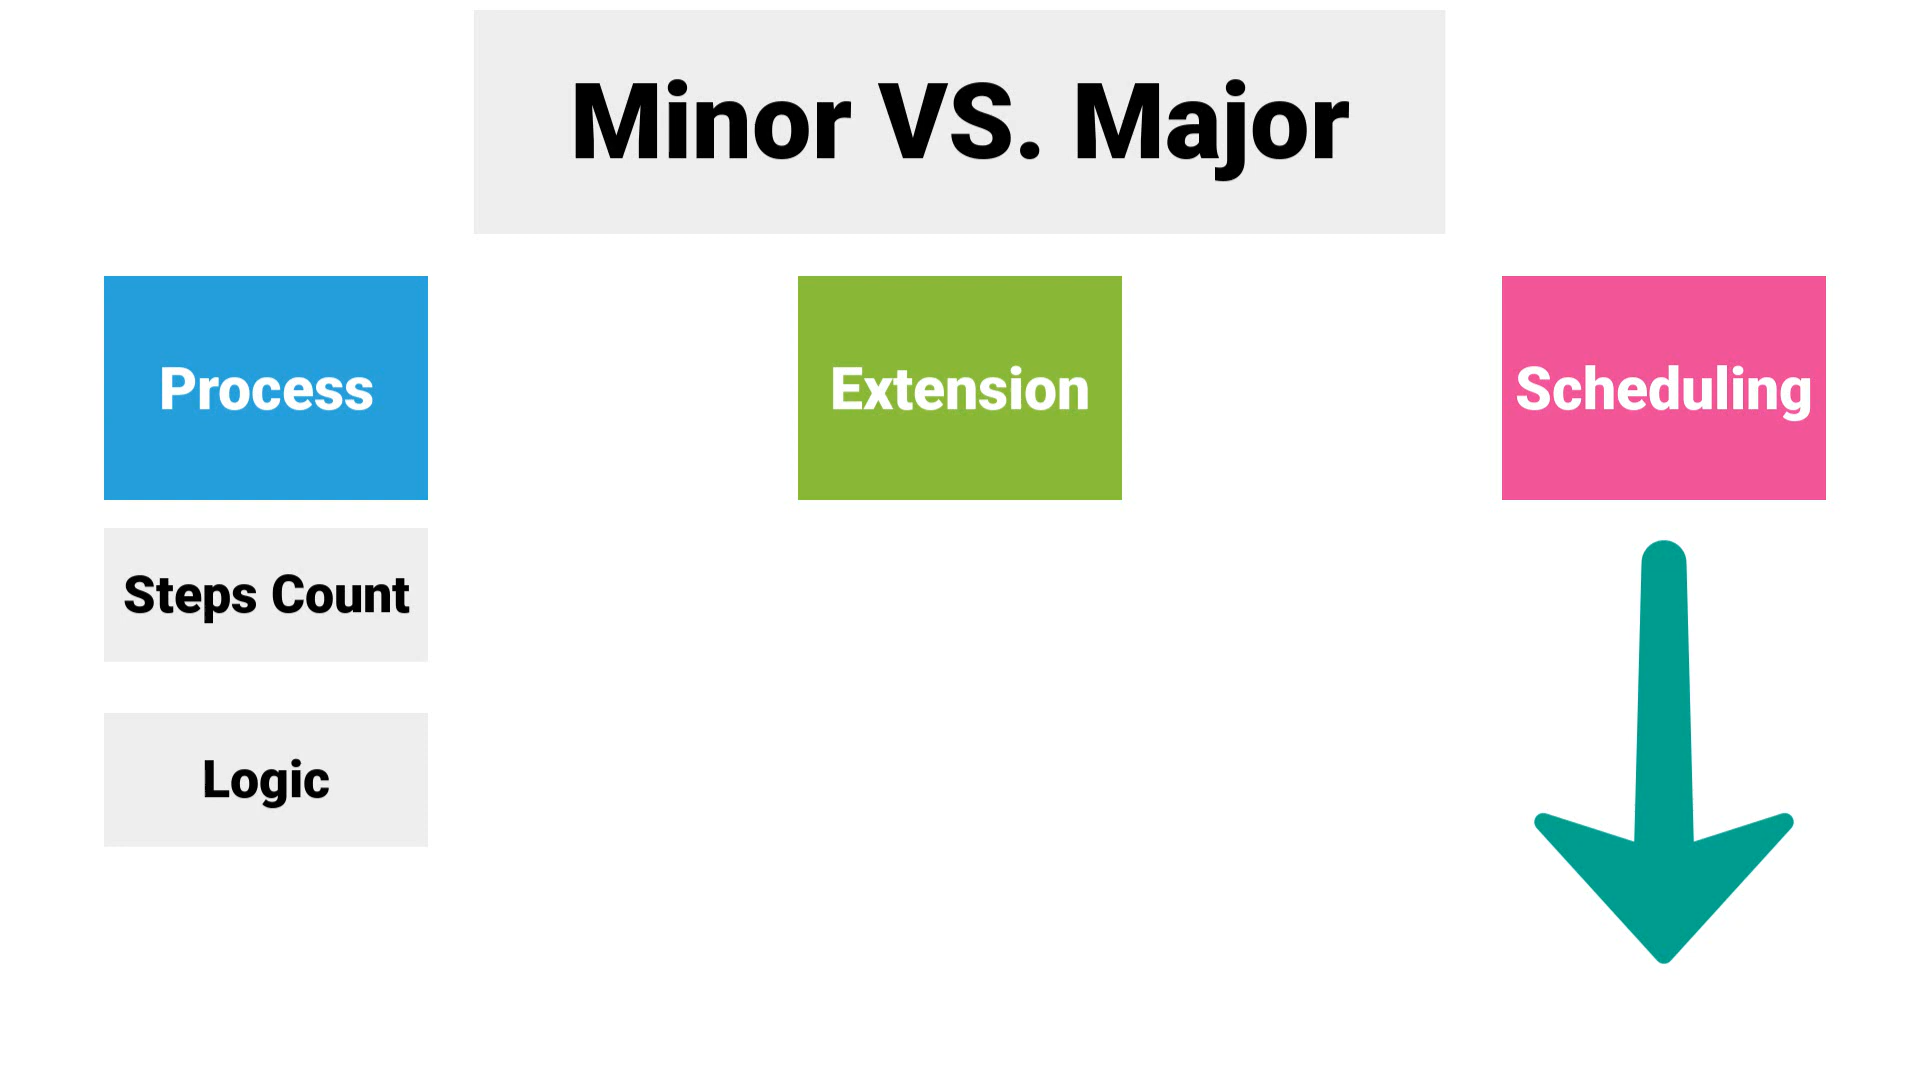 Minor VS. Major
Process
Extension
Scheduling
Steps Count
Logic